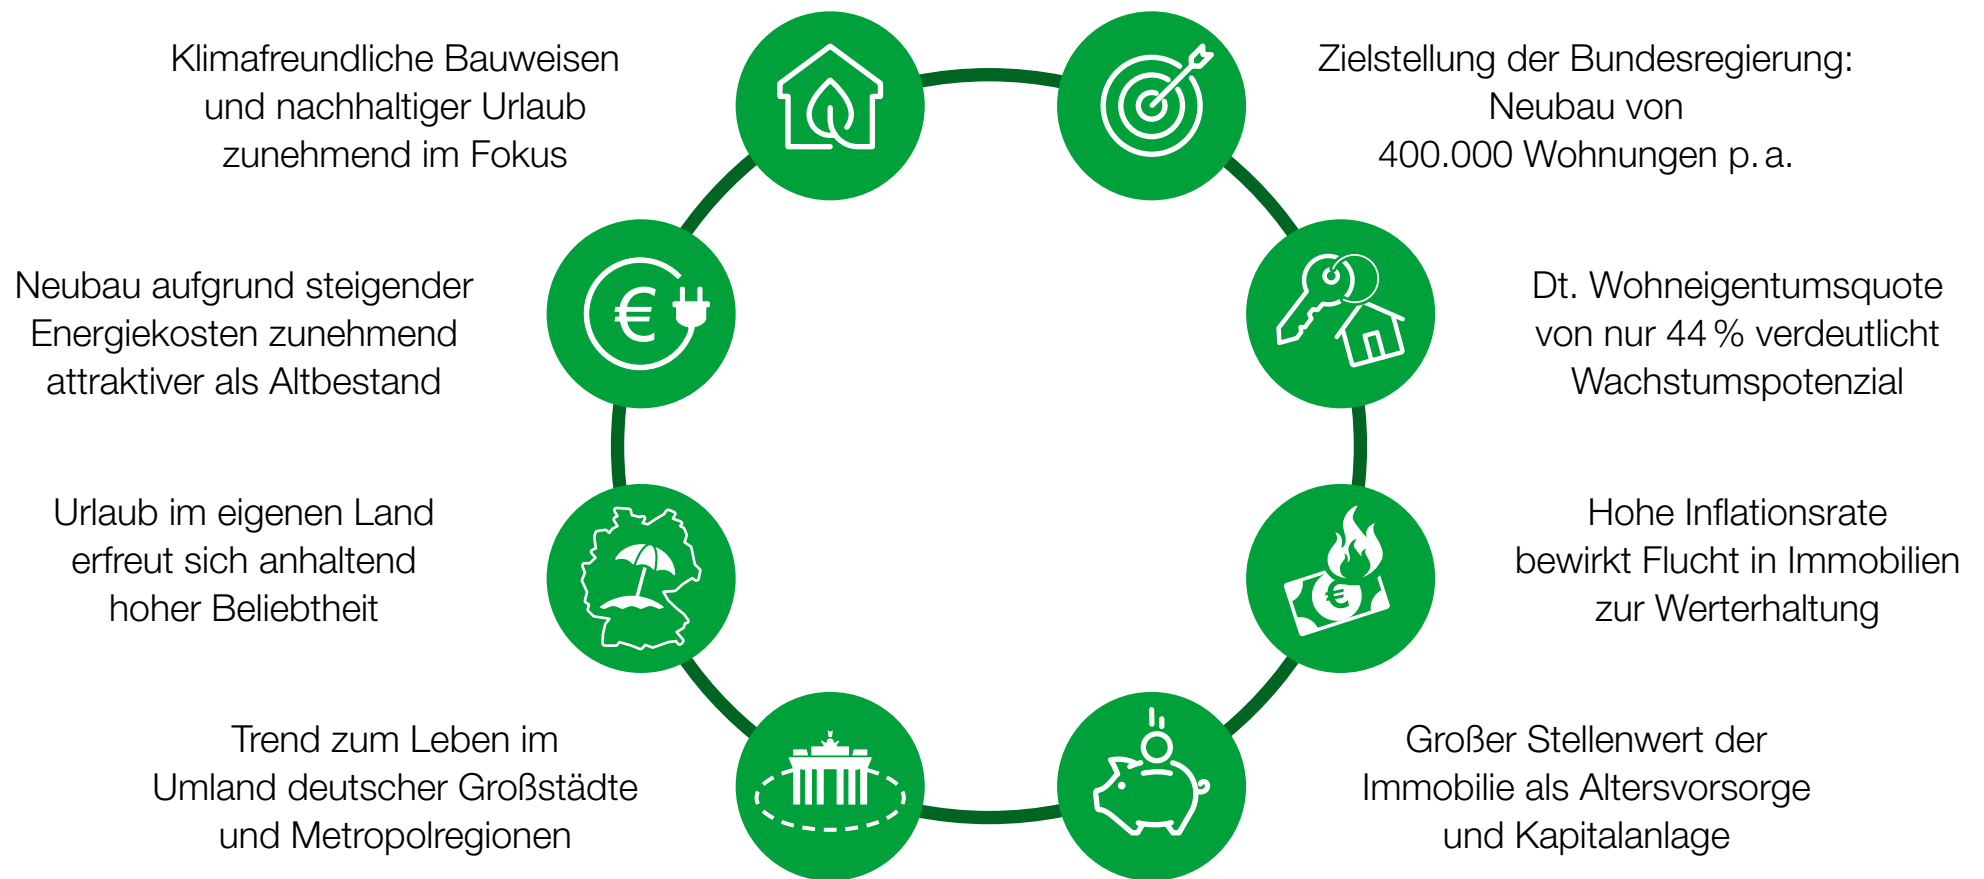 Klimafreundliche Bauweisen
und nachhaltiger Urlaub
zunehmend im Fokus
Zielstellung der Bundesregierung:
Neubau von
400.000 Wohnungen p. a.
Neubau aufgrund steigender
Energiekosten zunehmend
attraktiver als Altbestand
€
Dt. Wohneigentumsquote
von nur 44 % verdeutlicht
Wachstumspotenzial
Urlaub im eigenen Land
erfreut sich anhaltend
hoher Beliebtheit
€
Hohe Inflationsrate
bewirkt Flucht in Immobilien
zur Werterhaltung
Trend zum Leben im
Umland deutscher Großstädte
und Metropolregionen
Großer Stellenwert der
Immobilie als Altersvorsorge
und Kapitalanlage